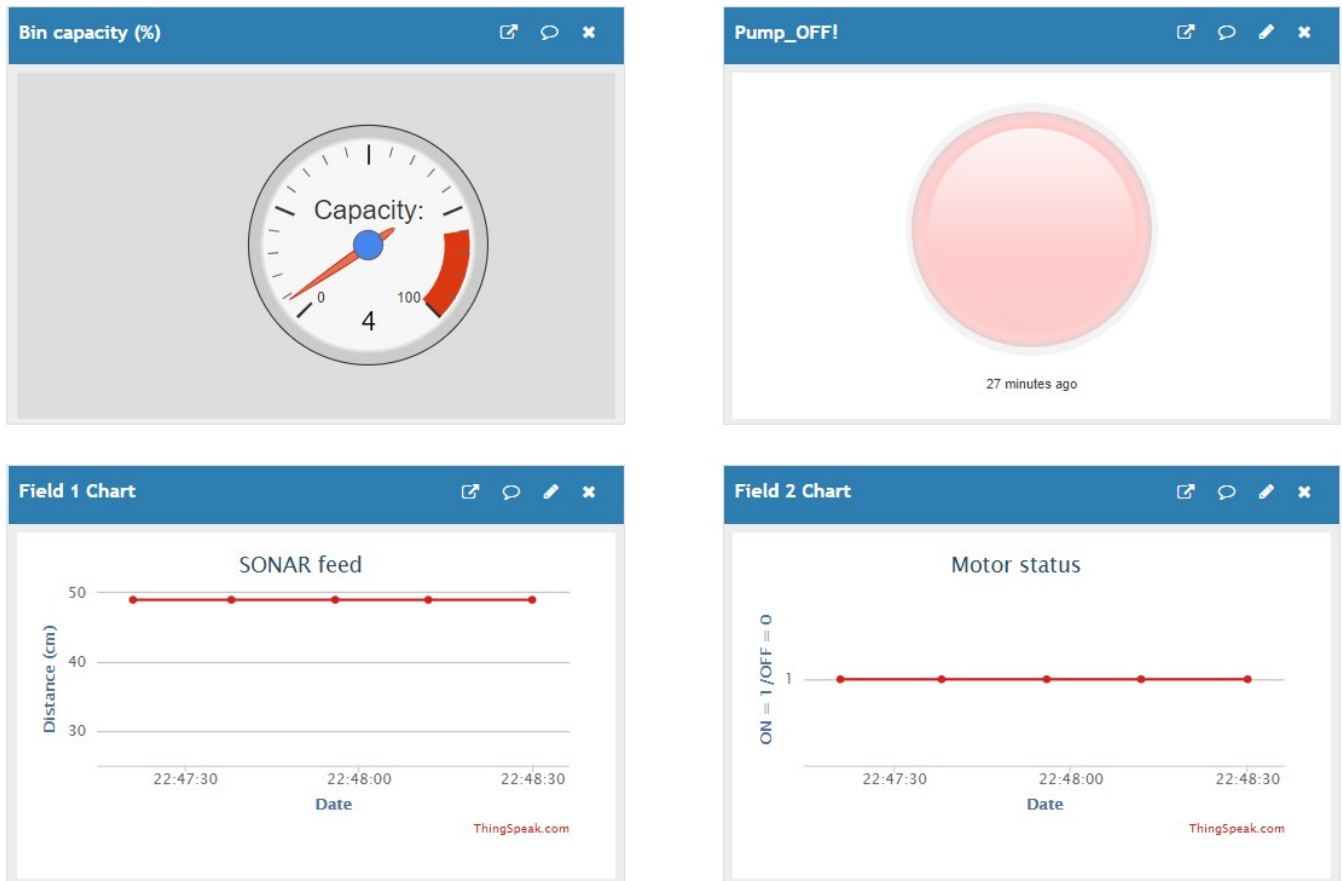 Bin capacity (%)
Capacity:
0
100
4
Pump_OFF!
27 minutes ago
Field 1 Chart
SONAR feed
Distance (cm)
50
40
30
22:47:30
22:48:00
22:48:30
Date
ThingSpeak.com
Field 2 Chart
Motor status
ON = 1 /OFF = 0
1
22:47:30
22:48:00
22:48:30
Date
ThingSpeak.com